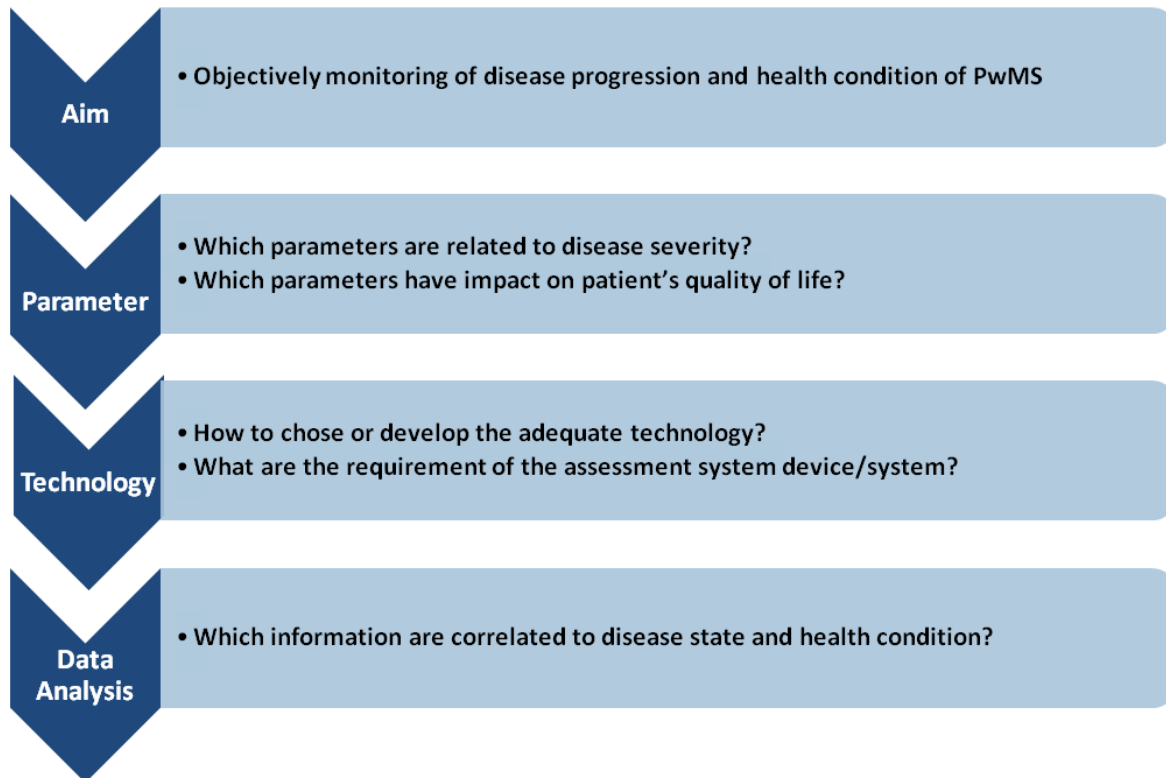 Aim
• Objectively monitoring of disease progression and health condition of PwMS
Parameter
• Which parameters are related to disease severity?
• Which parameters have impact on patient's quality of life?
Technology
• How to chose or develop the adequate technology?
• What are the requirement of the assessment system device/system?
Data
Analysis
• Which information are correlated to disease state and health condition?